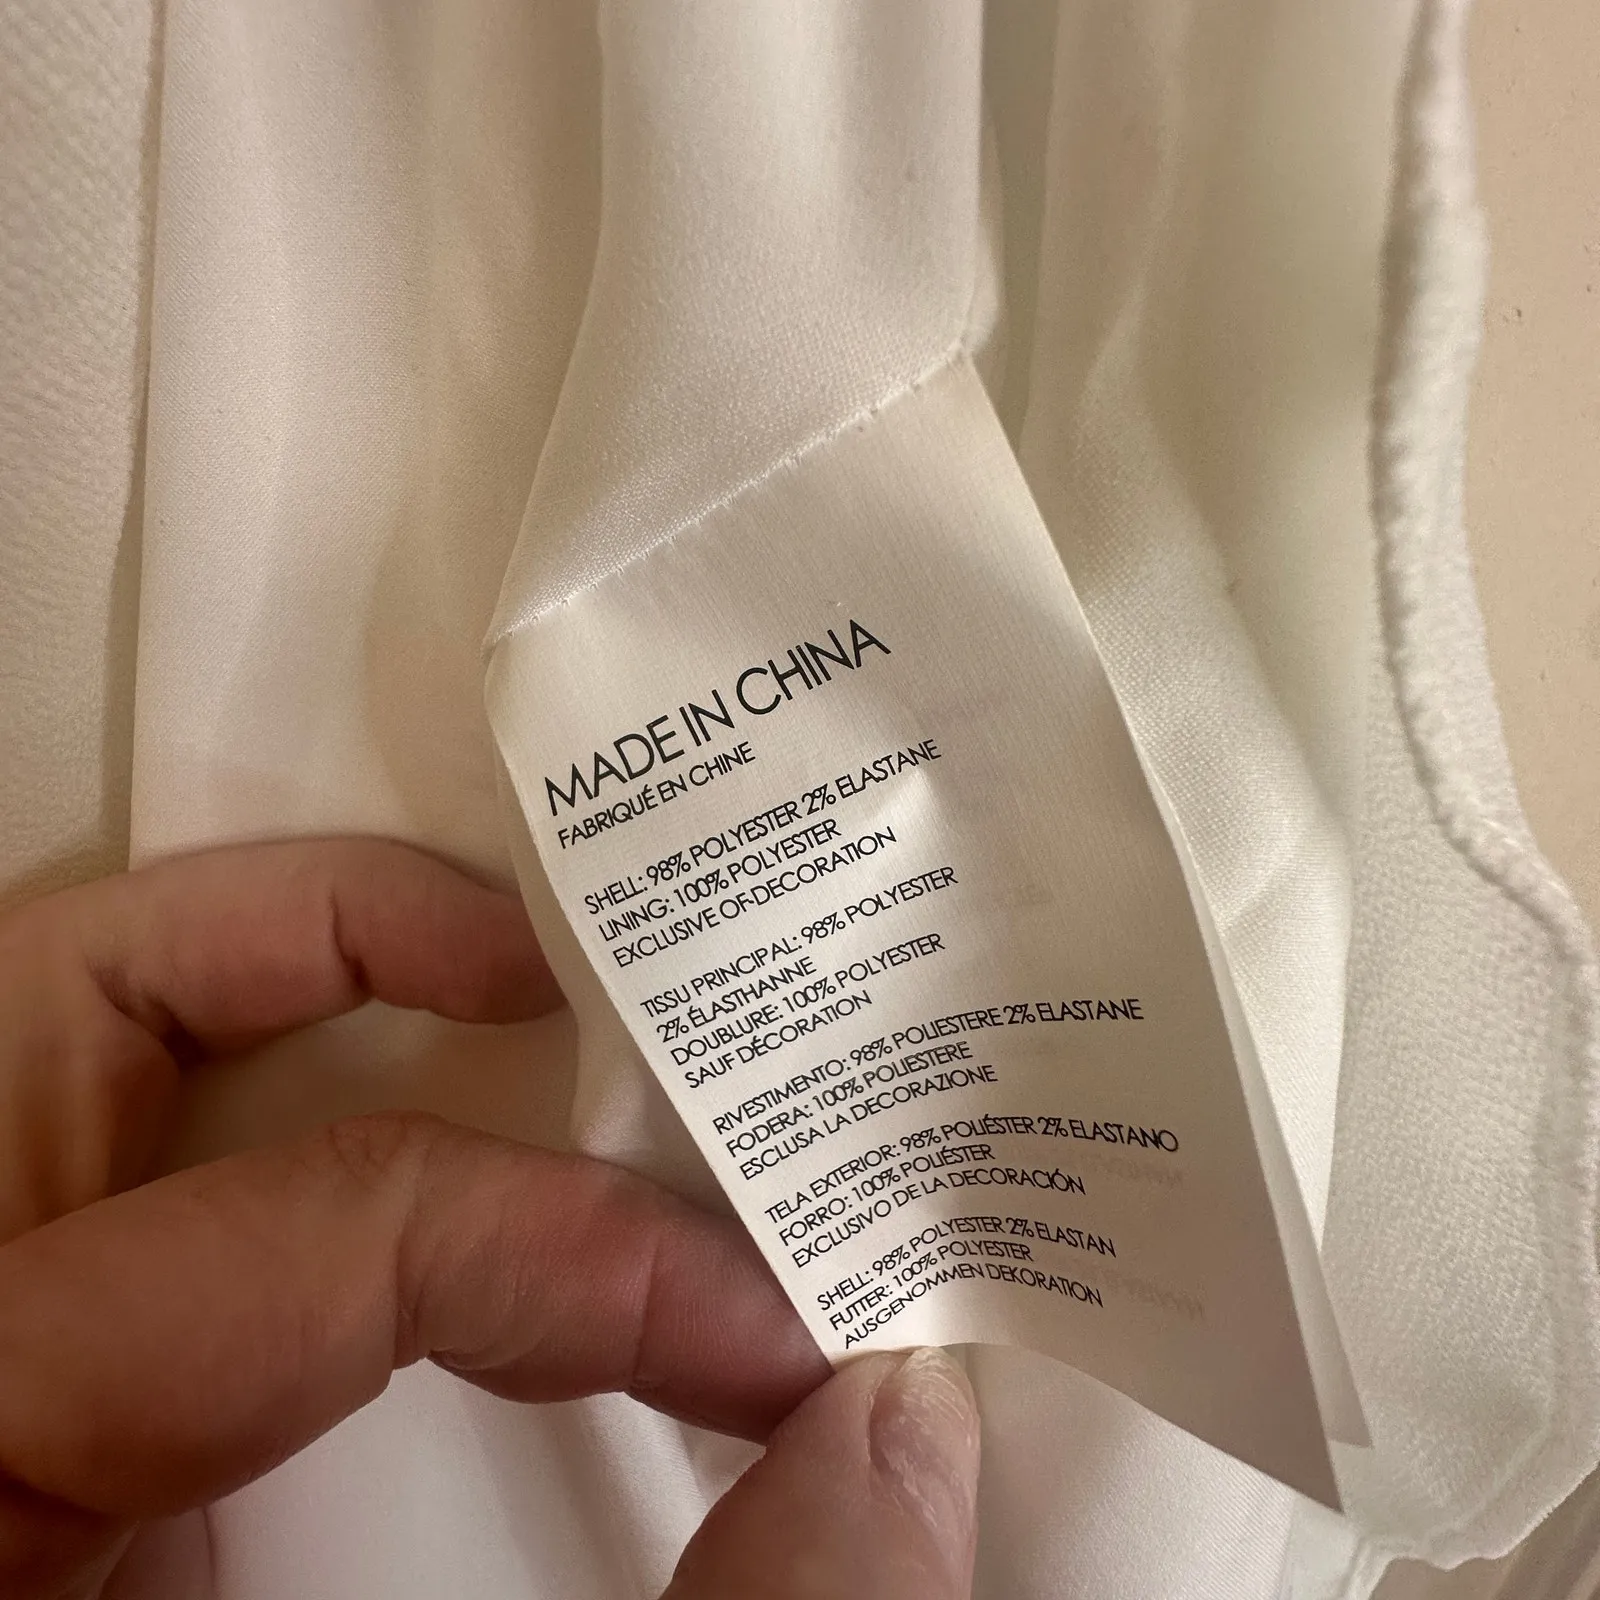 MADE IN CHINA
FABRIQUÉ EN CHINE
SHELL: 98% POLYESTER 2% ELASTANE
LINING: 100% POLYESTER
EXCLUSIVE OF-DECORATION
TISSU PRINCIPAL: 98% POLYESTER
2% ÉLASTHANNE
DOUBLURE: 100% POLYESTER
SAUF DÉCORATION
RIVESTIMENTO: 98% POLIESTERE 2% ELASTANE
FODERA: 100% POLIESTERE
ESCLUSA LA DECORAZIONE
TELA EXTERIOR: 98% POLIÉSTER 2% ELASTANO
FORRO: 100% POLIÉSTER
EXCLUSIVO DE LA DECORACIÓN
SHELL: 98% POLYESTER 2% ELASTAN
FUTTER: 100% POLYESTER
AUSGENOMMEN DEKORATION